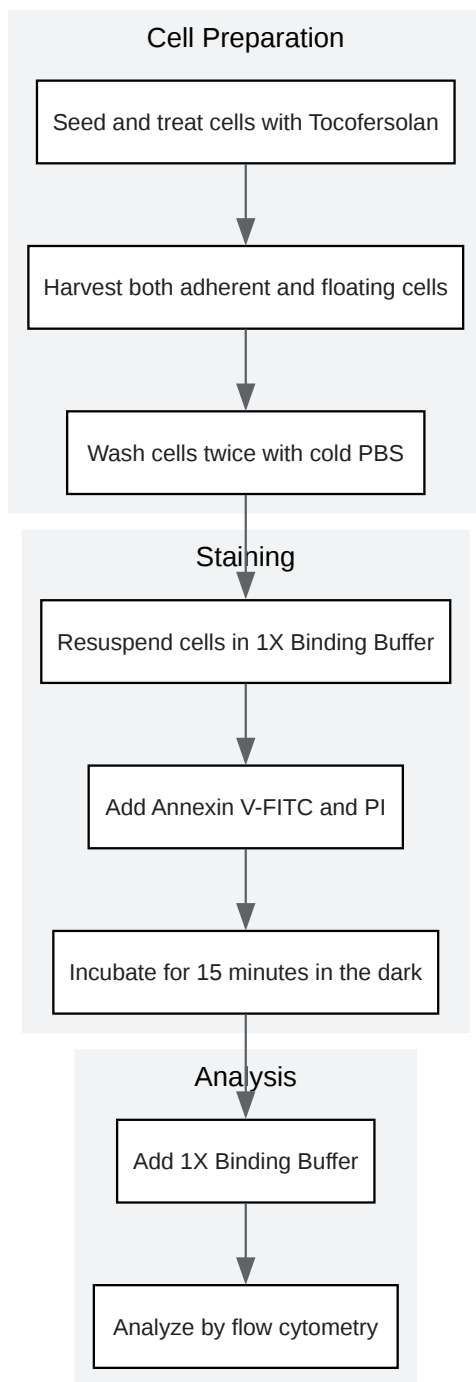 Cell Preparation
Seed and treat cells with Tocofersolan
Harvest both adherent and floating cells
Wash cells twice with cold PBS
Staining
Resuspend cells in 1X Binding Buffer
Add Annexin V-FITC and PI
Incubate for 15 minutes in the dark
Analysis
Add 1X Binding Buffer
Analyze by flow cytometry